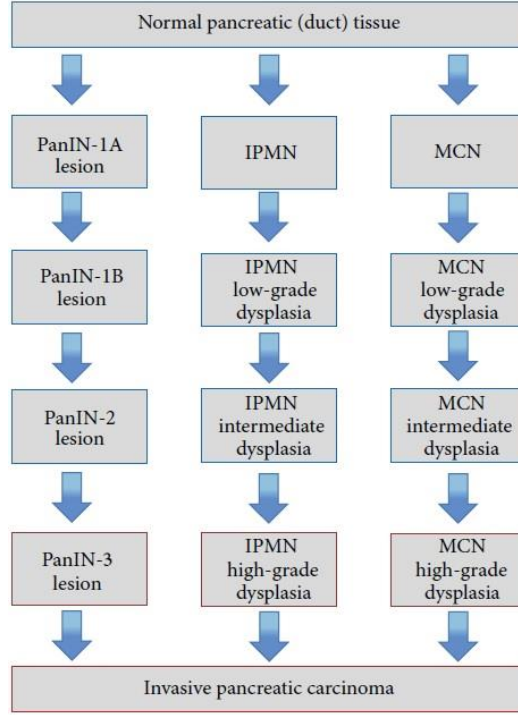 Normal pancreatic (duct) tissue
PanIN-1A
lesion
IPMN
MCN
PanIN-1B
lesion
IPMN
low-grade
dysplasia
MCN
low-grade
dysplasia
PanIN-2
lesion
IPMN
intermediate
dysplasia
MCN
intermediate
dysplasia
PanIN-3
lesion
IPMN
high-grade
dysplasia
MCN
high-grade
dysplasia
Invasive pancreatic carcinoma